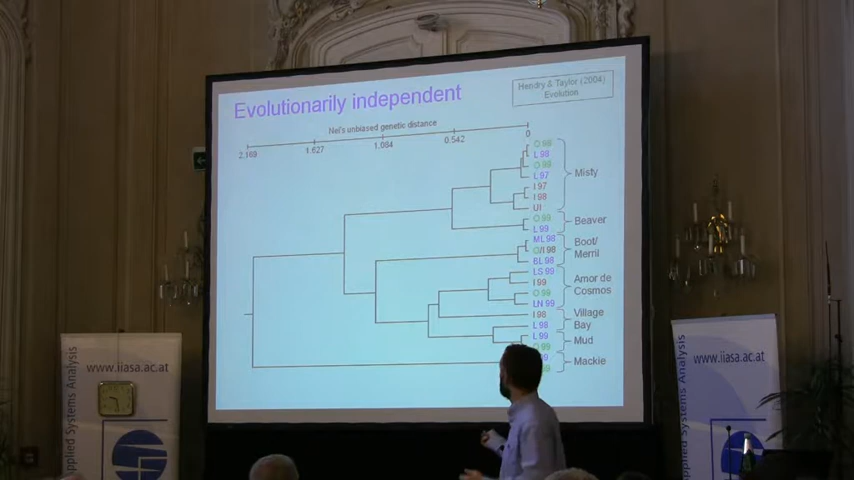 Evolutionarily independent
Hendry & Taylor (2004)
Evolution
Nei's unbiased genetic distance
2.169
1.627
1.084
0.542
0
O 98
L 98
O 99
L 97
I 97
I 98
UI
Misty
O 99
L 99
Beaver
ML 98
O/I 98
BL 98
Boot/
Merril
LS 99
I 99
O 99
LN 99
Amor de
Cosmos
I 98
L 98
Village
Bay
L 99
Mud
Mackie
www.iiasa.ac.at
Applied Systems Analysis
www.iiasa.ac.at
pplied Systems Analysis